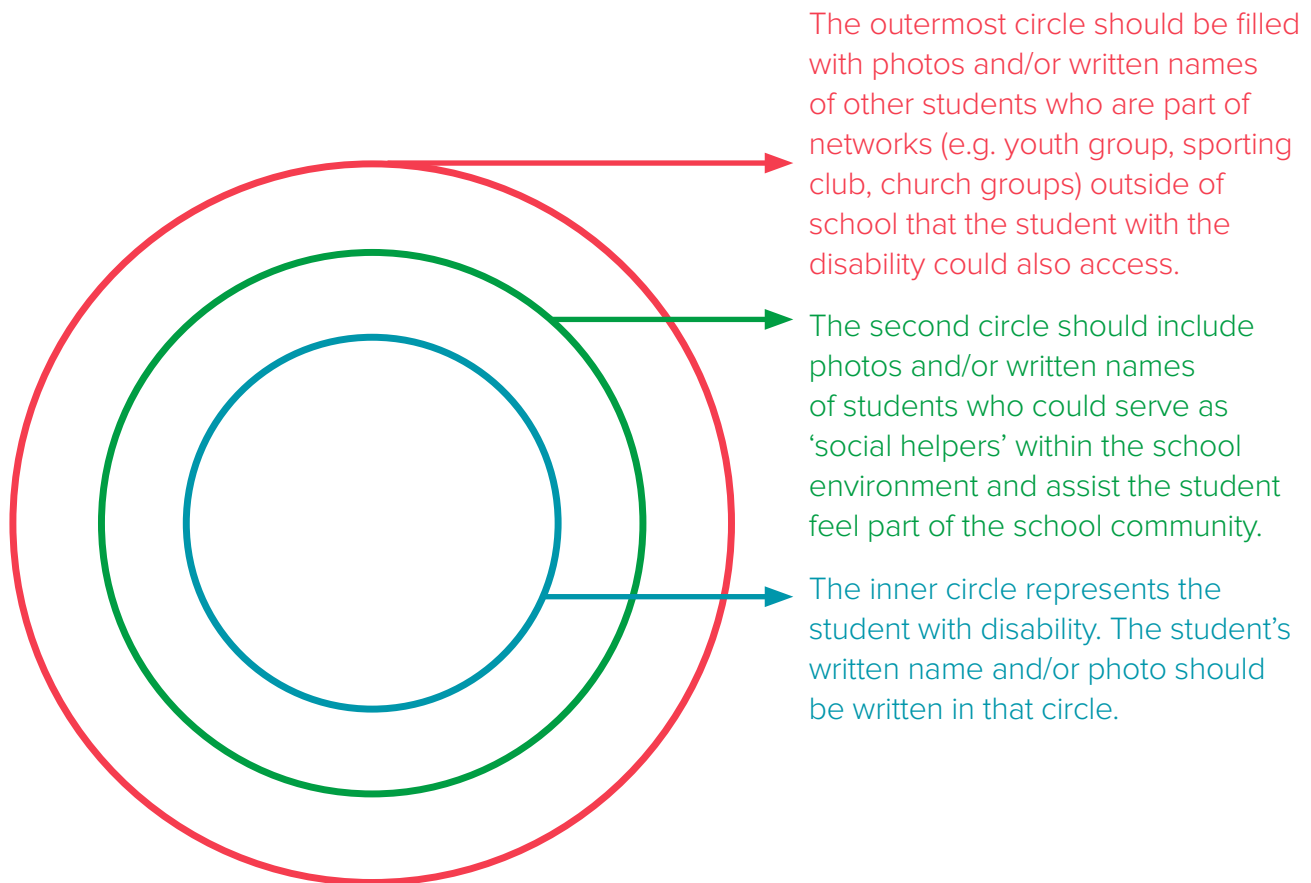 The outermost circle should be filled
with photos and/or written names
of other students who are part of
networks (e.g. youth group, sporting
club, church groups) outside of
school that the student with the
disability could also access.
The second circle should include
photos and/or written names
of students who could serve as
‘social helpers’ within the school
environment and assist the student
feel part of the school community.
The inner circle represents the
student with disability. The student’s
written name and/or photo should
be written in that circle.